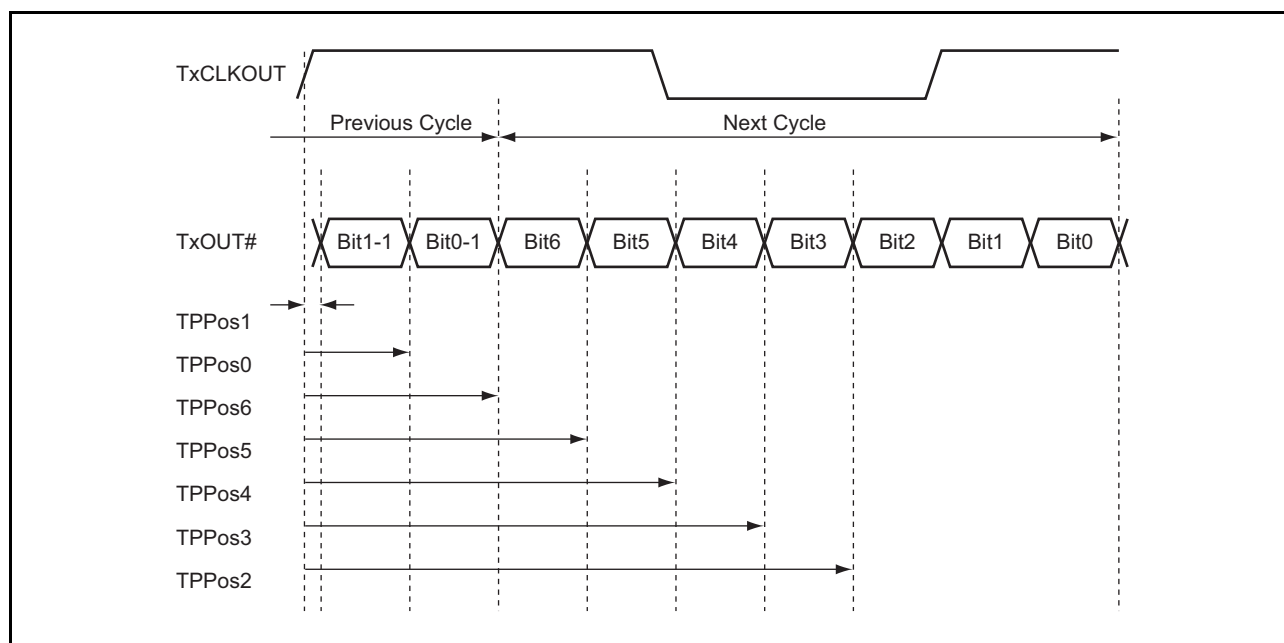 TxCLKOUT
Previous Cycle Next Cycle
TxOUT# Bit1-1 Bit0-1 Bit6 Bit5 Bit4 Bit3 Bit2 Bit1 Bit0
TPPos1
TPPos0
TPPos6
TPPos5
TPPos4
TPPos3
TPPos2